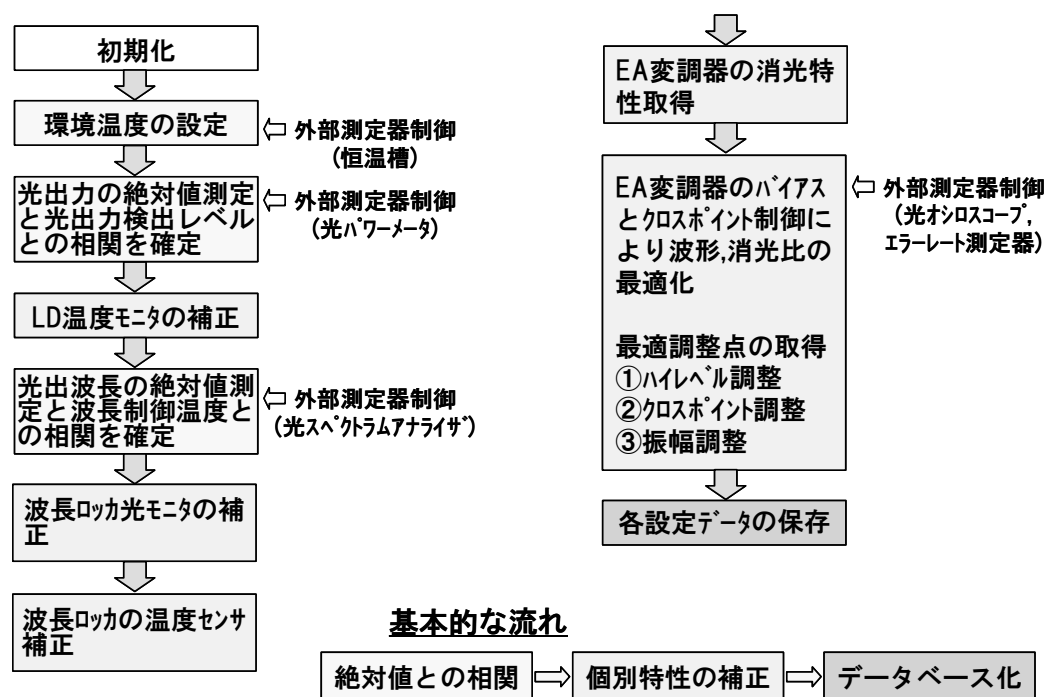 初期化
環境温度の設定
外部測定器制御
(恒温槽)
光出力の絶対値測定
と光出力検出レベル
との相関を確定
外部測定器制御
(光ﾊﾟﾜｰﾒｰﾀ)
LD温度ﾓﾆﾀの補正
光出波長の絶対値測
定と波長制御温度と
の相関を確定
外部測定器制御
(光ｽﾍﾟｸﾄﾗﾑｱﾅﾗｲｻﾞ)
波長ﾛｯｶ光ﾓﾆﾀの補
正
波長ﾛｯｶの温度ｾﾝｻ
補正
EA変調器の消光特
性取得
EA変調器のﾊﾞｲｱｽ
とｸﾛｽﾎﾟｲﾝﾄ制御に
より波形,消光比の
最適化
最適調整点の取得
①ﾊｲﾚﾍﾞﾙ調整
②ｸﾛｽﾎﾟｲﾝﾄ調整
③振幅調整
外部測定器制御
(光ｵｼﾛｽｺｰﾌﾟ,
ｴﾗｰﾚｰﾄ測定器)
各設定ﾃﾞｰﾀの保存
基本的な流れ
絶対値との相関
個別特性の補正
データベース化